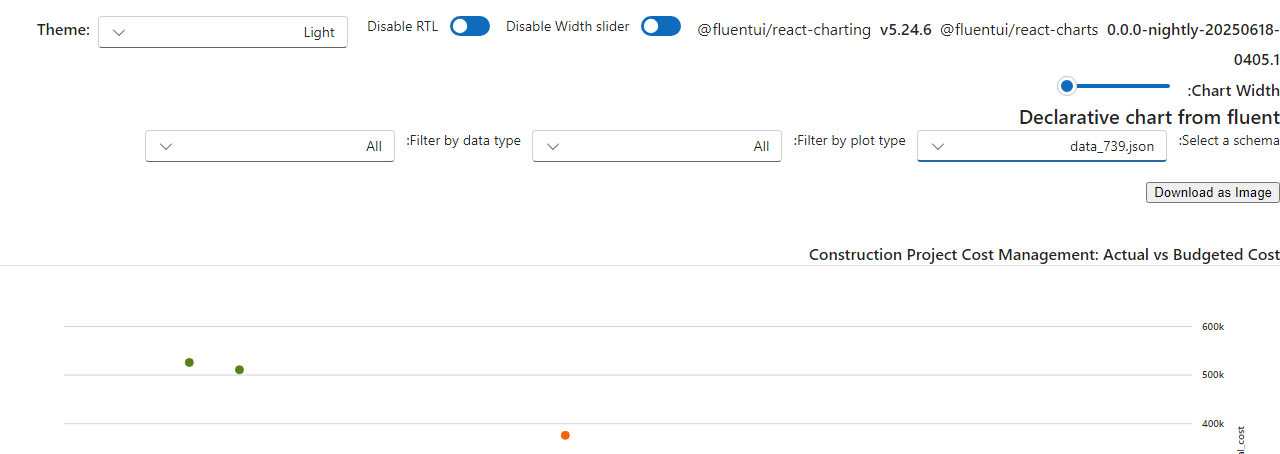 Theme: Light Disable RTL Disable Width slider @fluentui/react-charting v5.24.6 @fluentui/react-charts 0.0.0-nightly-20250618-
0405.1
:Chart Width
Declarative chart from fluent
:Select a schema data_739.json :Filter by plot type All :Filter by data type All
Download as Image
Construction Project Cost Management: Actual vs Budgeted Cost
600k
500k
400k